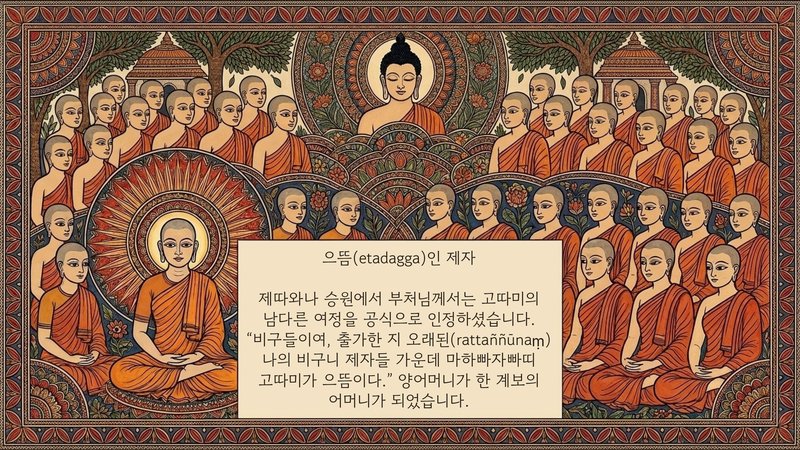 으뜸(etadagga)인 제자
제따와나 승원에서 부처님께서는 고따미의
남다른 여정을 공식으로 인정하셨습니다.
“비구들이여, 출가한 지 오래된(rattaññūnaṃ)
나의 비구니 제자들 가운데 마하빠자빠띠
고따미가 으뜸이다.” 양어머니가 한 계보의
어머니가 되었습니다.